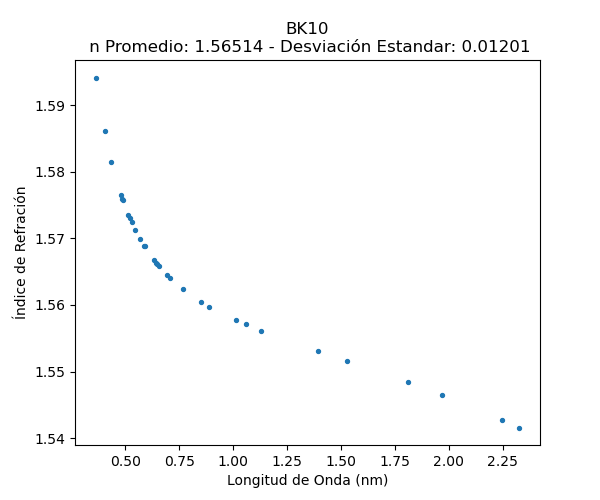 BK10
n Promedio: 1.56514 - Desviación Estandar: 0.01201
1.59
1.58
1.57
1.56
1.55
1.54
Índice de Refración
0.50 0.75 1.00 1.25 1.50 1.75 2.00 2.25
Longitud de Onda (nm)